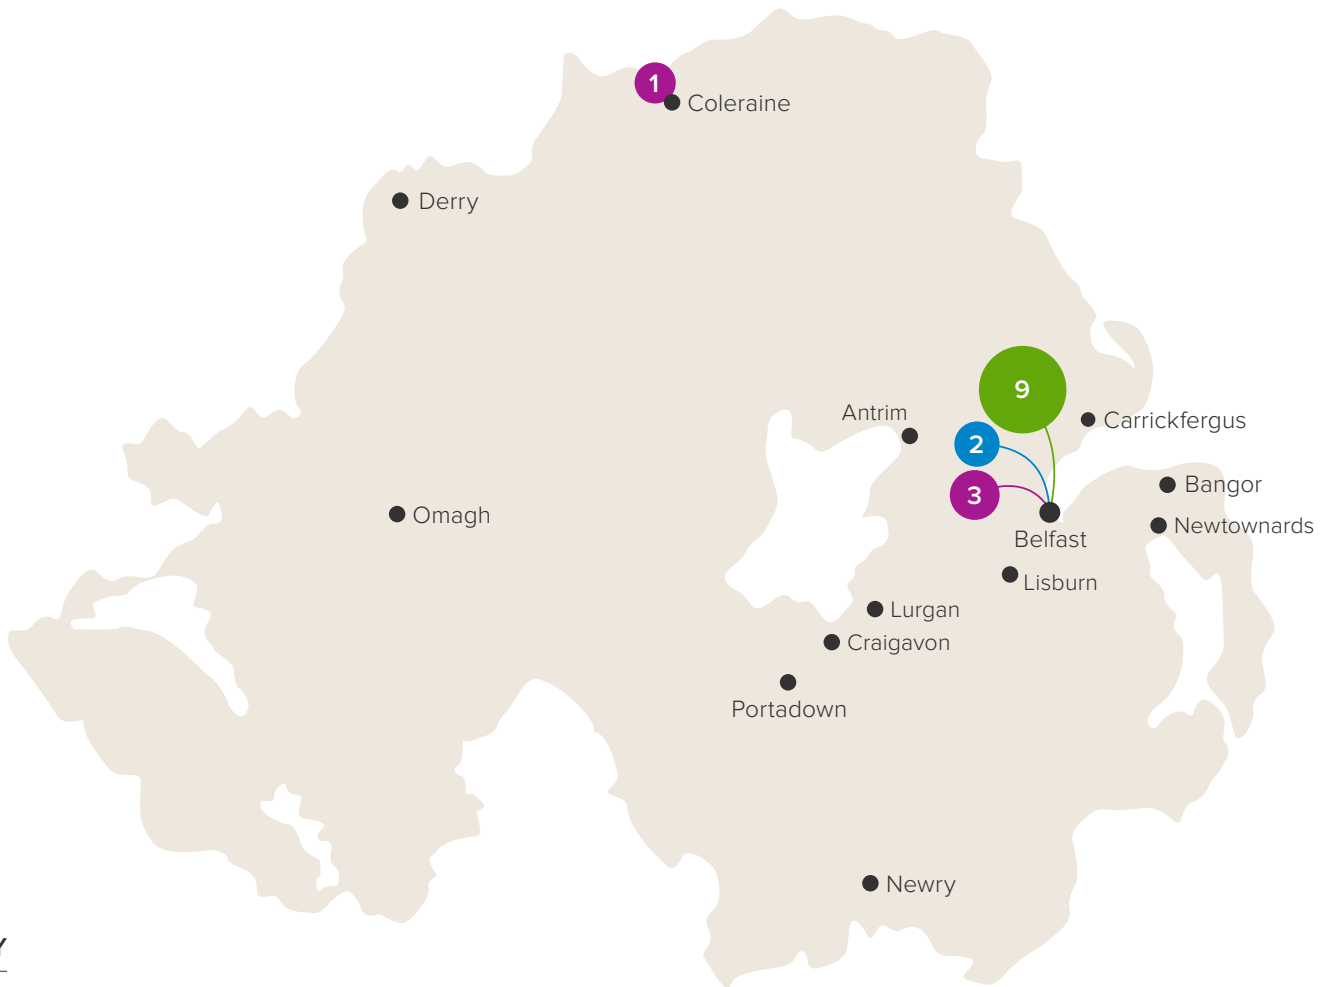 1
Coleraine
Derry
9
Antrim
Carrickfergus
2
Bangor
3
Omagh
Newtownards
Belfast
Lisburn
Lurgan
Craigavon
Portadown
Newry
Y